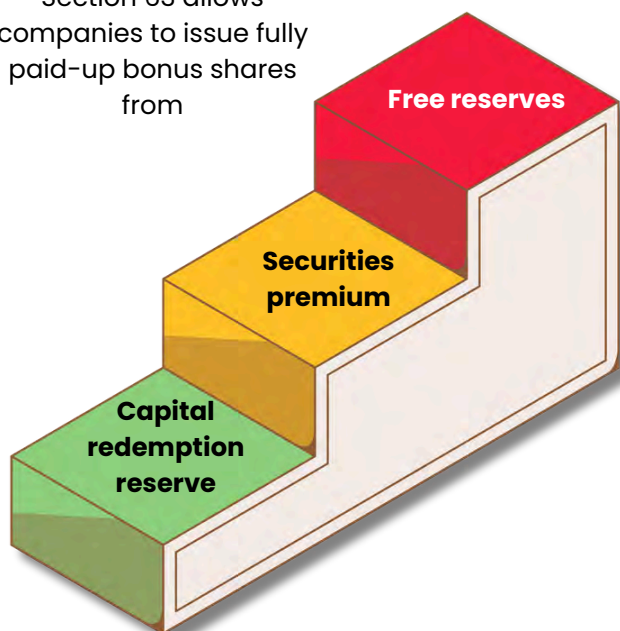 Section 63 allows
companies to issue fully
paid-up bonus shares
from
Free reserves
Securities
premium
Capital
redemption
reserve